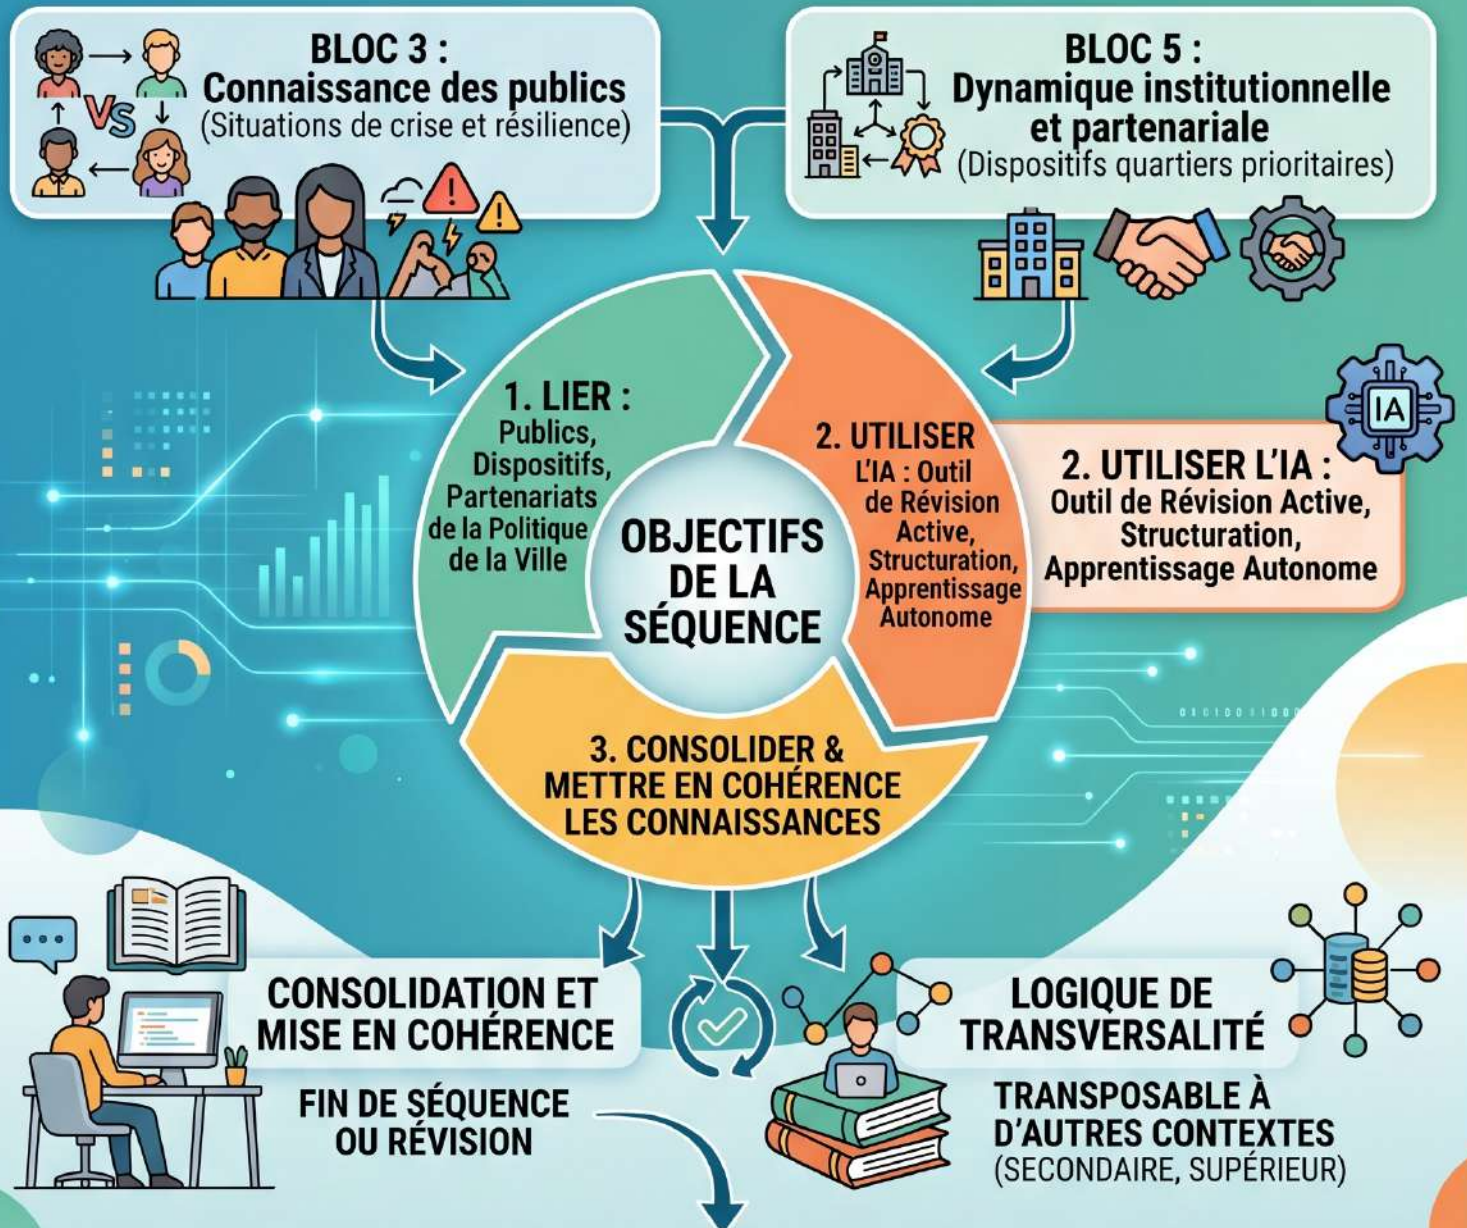 BLOC 3 :
Connaissance des publics
(Situations de crise et résilience)
VS
BLOC 5 :
Dynamique institutionnelle
et partenariale
(Dispositifs quartiers prioritaires)
1. LIER :
Publics,
Dispositifs,
Partenariats
de la Politique
de la Ville
2. UTILISER
L'IA : Outil
de Révision
Active,
Structuration,
Apprentissage
Autonome
OBJECTIFS
DE LA
SÉQUENCE
IA
2. UTILISER L'IA :
Outil de Révision Active,
Structuration,
Apprentissage Autonome
3. CONSOLIDER &
METTRE EN COHÉRENCE
LES CONNAISSANCES
CONSOLIDATION ET
MISE EN COHÉRENCE
FIN DE SÉQUENCE
OU RÉVISION
LOGIQUE DE
TRANSVERSALITÉ
TRANSPOSABLE À
D'AUTRES CONTEXTES
(SECONDAIRE, SUPÉRIEUR)